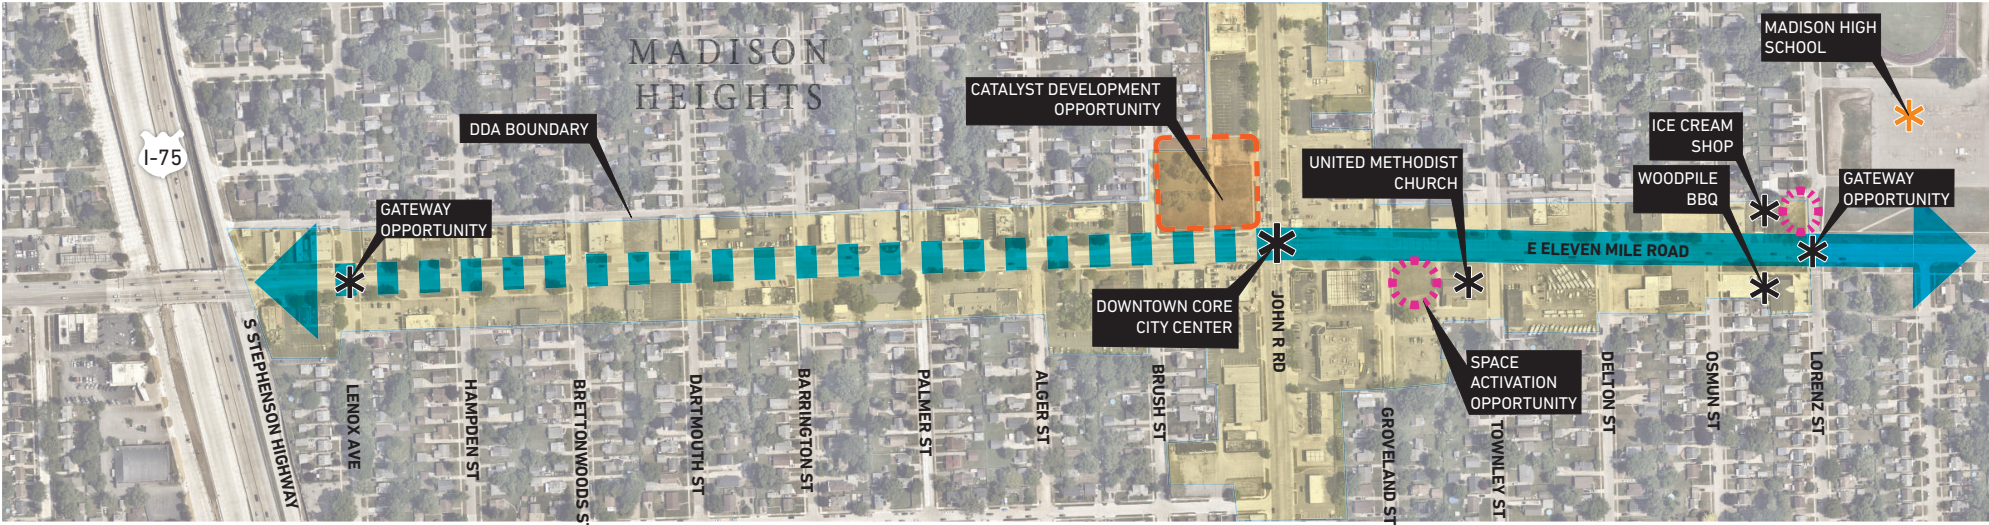 MADISON
HEIGHTS
MADISON HIGH
SCHOOL
CATALYST DEVELOPMENT
OPPORTUNITY
DDA BOUNDARY
ICE CREAM
SHOP
I-75
UNITED METHODIST
CHURCH
WOODPILE
BBQ
GATEWAY
OPPORTUNITY
GATEWAY
OPPORTUNITY
E ELEVEN MILE ROAD
DOWNTOWN CORE
CITY CENTER
JOHN R RD
SPACE
ACTIVATION
OPPORTUNITY
S STEPHENSON HIGHWAY
LENOX AVE
HAMPDEN ST
BRETTONWOODS S
DARTMOUTH ST
BARRINGTON ST
PALMER ST
ALGER ST
BRUSH ST
GROVELAND ST
TOWNLEY ST
DELTON ST
OSMUN ST
LORENZ ST